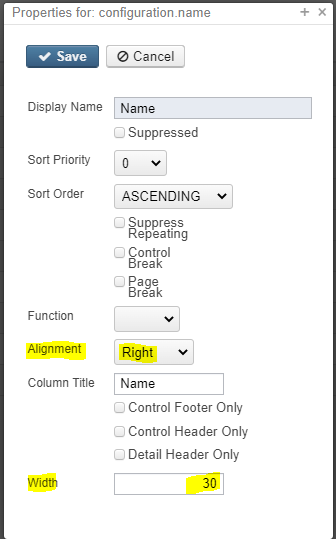 Properties for: configuration.name
Save Cancel
Display Name Name
Suppressed
Sort Priority 0
Sort Order ASCENDING
Suppress
Repeating
Control
Break
Page
Break
Function
Alignment Right
Column Title Name
Control Footer Only
Control Header Only
Detail Header Only
Width 30